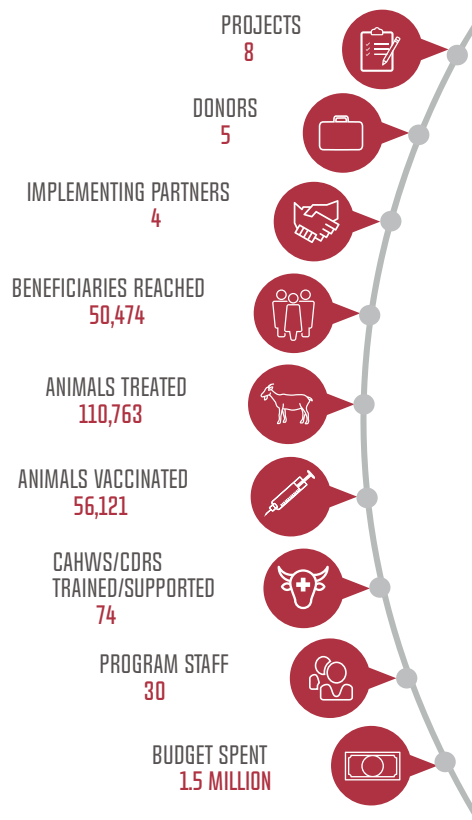 PROJECTS
8
DONORS
5
IMPLEMENTING PARTNERS
4
BENEFICIARIES REACHED
50,474
ANIMALS TREATED
110,763
ANIMALS VACCINATED
56,121
CAHWS/CDRS
TRAINED/SUPPORTED
74
PROGRAM STAFF
30
BUDGET SPENT
1.5 MILLION